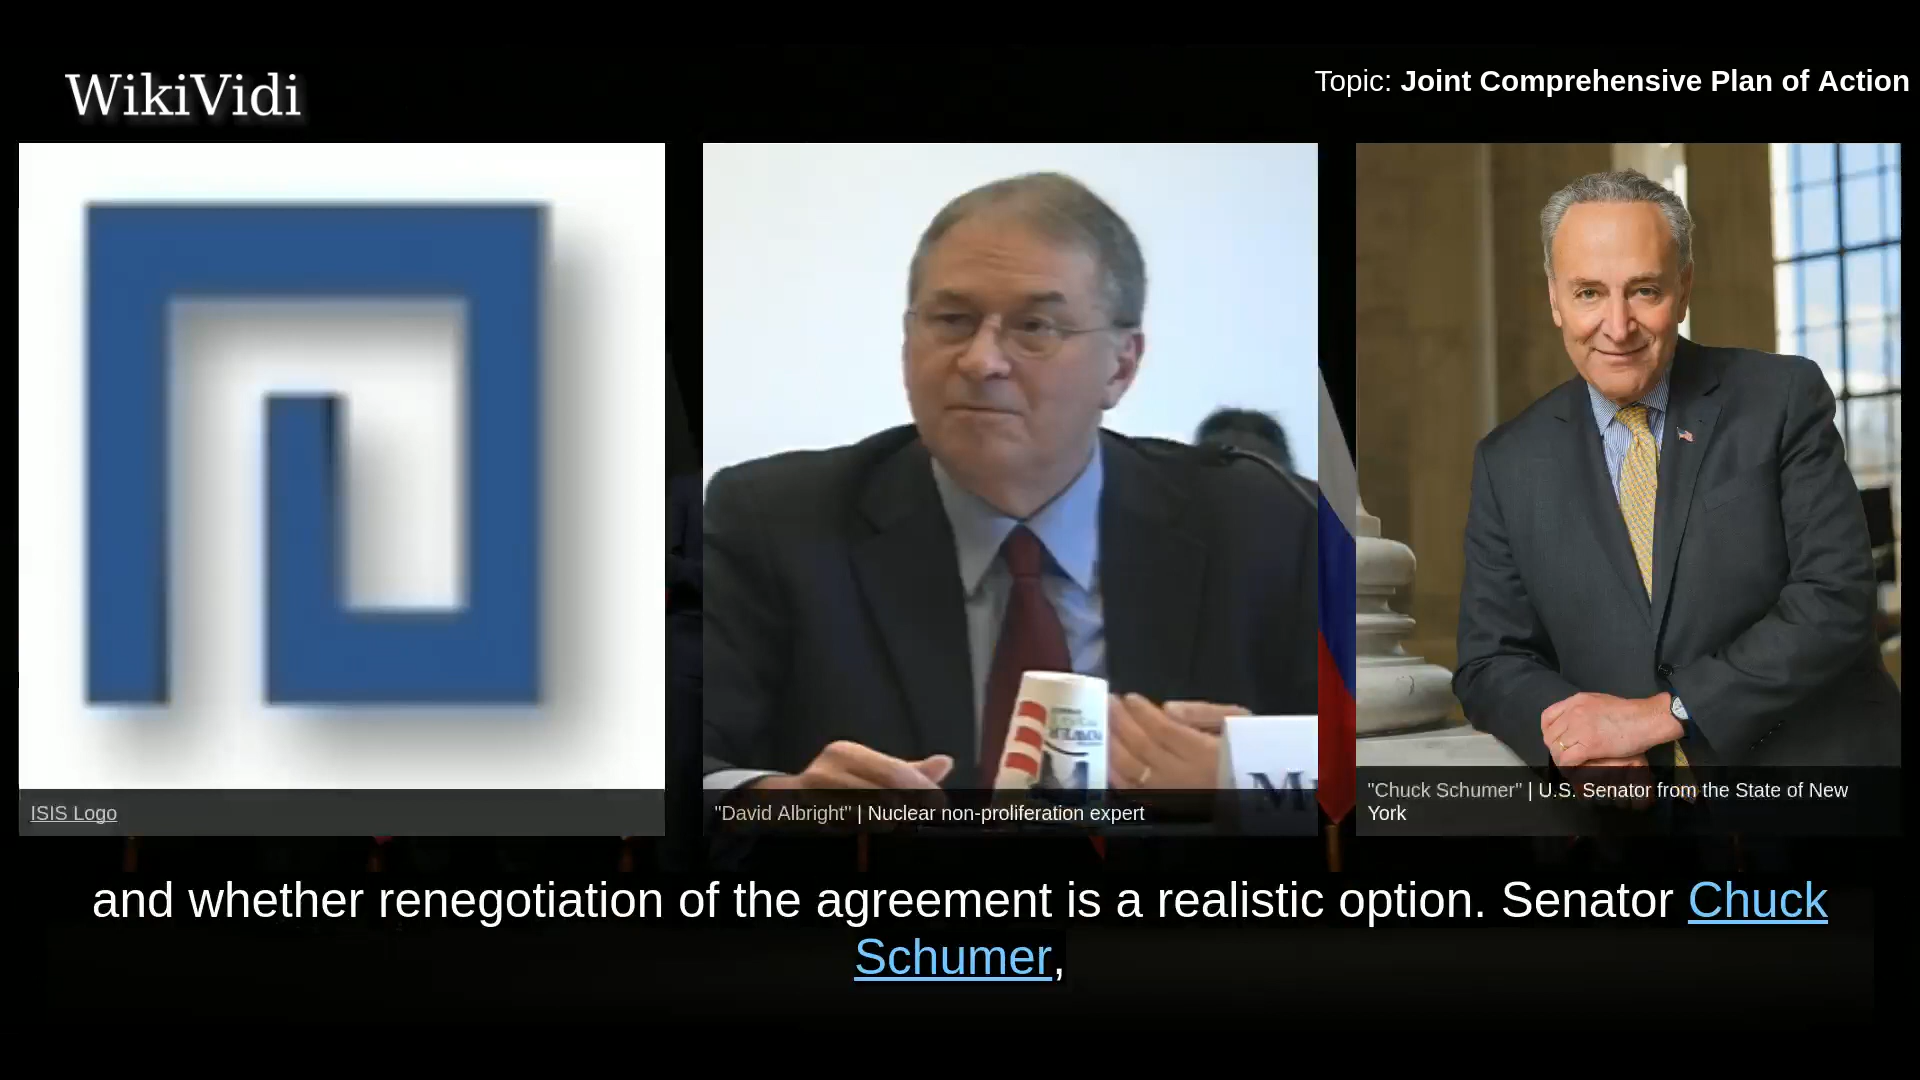 WikiVidi
Topic: Joint Comprehensive Plan of Action
ISIS Logo
"David Albright" | Nuclear non-proliferation expert
"Chuck Schumer" | U.S. Senator from the State of New
York
and whether renegotiation of the agreement is a realistic option. Senator Chuck
Schumer,